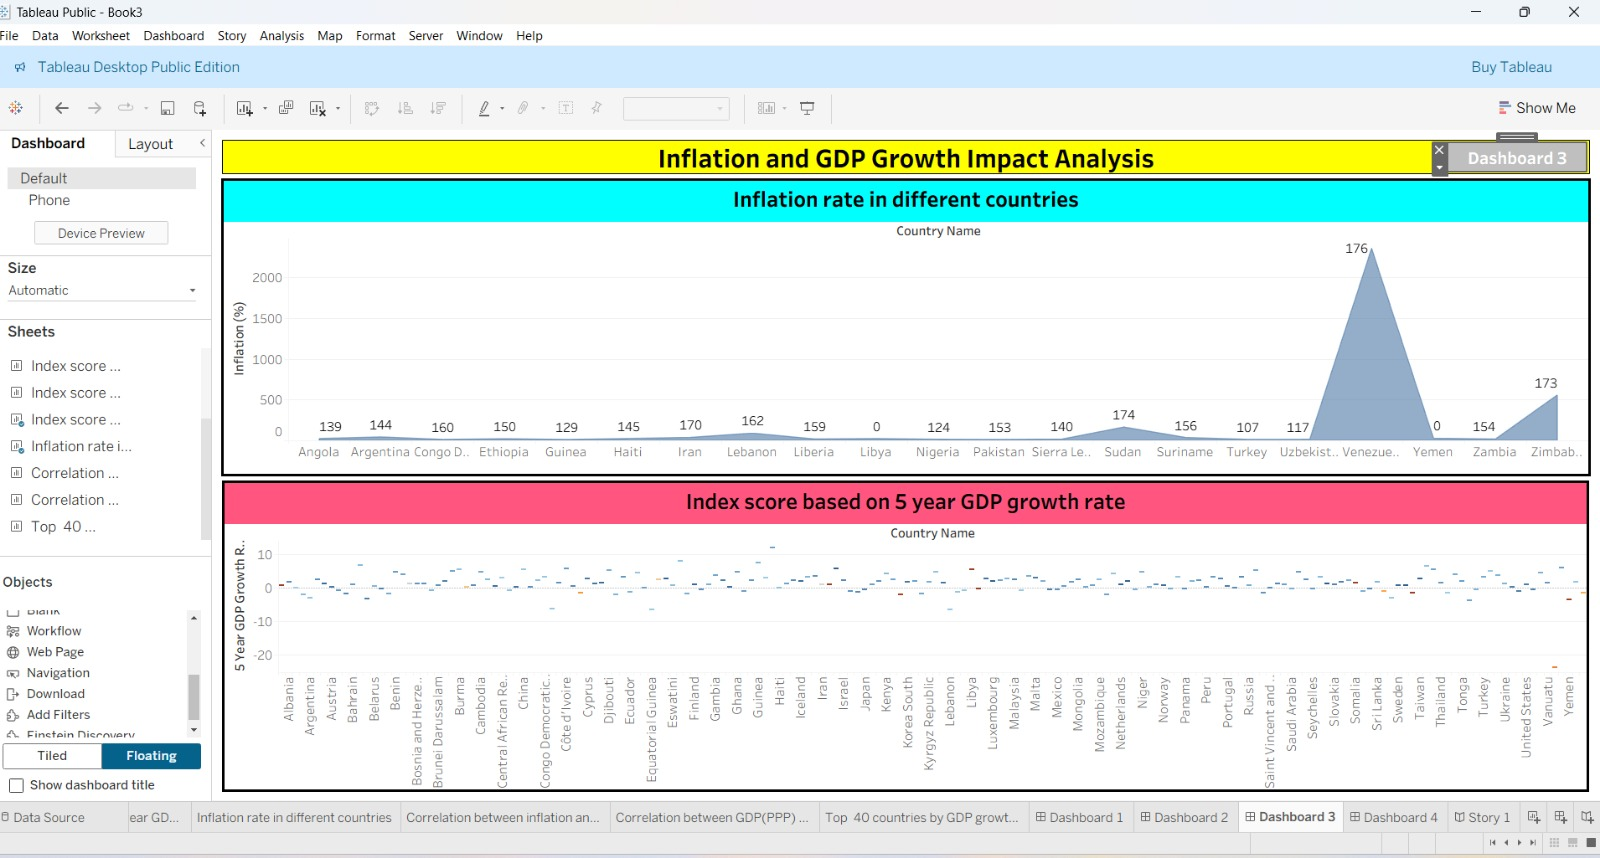 Tableau Public - Book3
File Data Worksheet Dashboard Story Analysis Map Format Server Window Help
Tableau Desktop Public Edition Buy Tableau
Show Me
Dashboard Layout
Default
Phone
Device Preview
Size
Automatic
Sheets
Index score ...
Index score ...
Index score ...
Inflation rate i...
Correlation ...
Correlation ...
Top 40 ...
Objects
Blank
Workflow
Web Page
Navigation
Download
Add Filters
Einstein Discovery
Tiled Floating
Show dashboard title
Inflation and GDP Growth Impact Analysis
Dashboard 3
Inflation rate in different countries
Country Name
Inflation (%)
2000
1500
1000
500
0
139 144 160 150 129 145 170 162 159 0 124 153 140 174 156 107 117 176 0 154 173
Angola Argentina Congo D.. Ethiopia Guinea Haiti Iran Lebanon Liberia Libya Nigeria Pakistan Sierra Le.. Sudan Suriname Turkey Uzbekist.. Venezue.. Yemen Zambia Zimbab..
Index score based on 5 year GDP growth rate
Country Name
5 Year GDP Growth R..
10
0
-10
-20
Albania
Argentina
Austria
Bahrain
Belarus
Benin
Bosnia and Herze..
Brunei Darussalam
Burma
Cambodia
Central African Re..
China
Congo Democratic..
Côte d'Ivoire
Cyprus
Djibouti
Ecuador
Equatorial Guinea
Eswatini
Finland
Gambia
Ghana
Guinea
Haiti
Iceland
Iran
Israel
Japan
Kenya
Korea South
Kyrgyz Republic
Lebanon
Libya
Luxembourg
Malaysia
Malta
Mexico
Mongolia
Mozambique
Netherlands
Niger
Norway
Panama
Peru
Portugal
Russia
Saint Vincent and ..
Saudi Arabia
Seychelles
Slovakia
Somalia
Sri Lanka
Sweden
Taiwan
Thailand
Tonga
Turkey
Ukraine
United States
Vanuatu
Yemen
Data Source ear GD... Inflation rate in different countries Correlation between inflation an... Correlation between GDP(PPP) ... Top 40 countries by GDP growt... Dashboard 1 Dashboard 2 Dashboard 3 Dashboard 4 Story 1